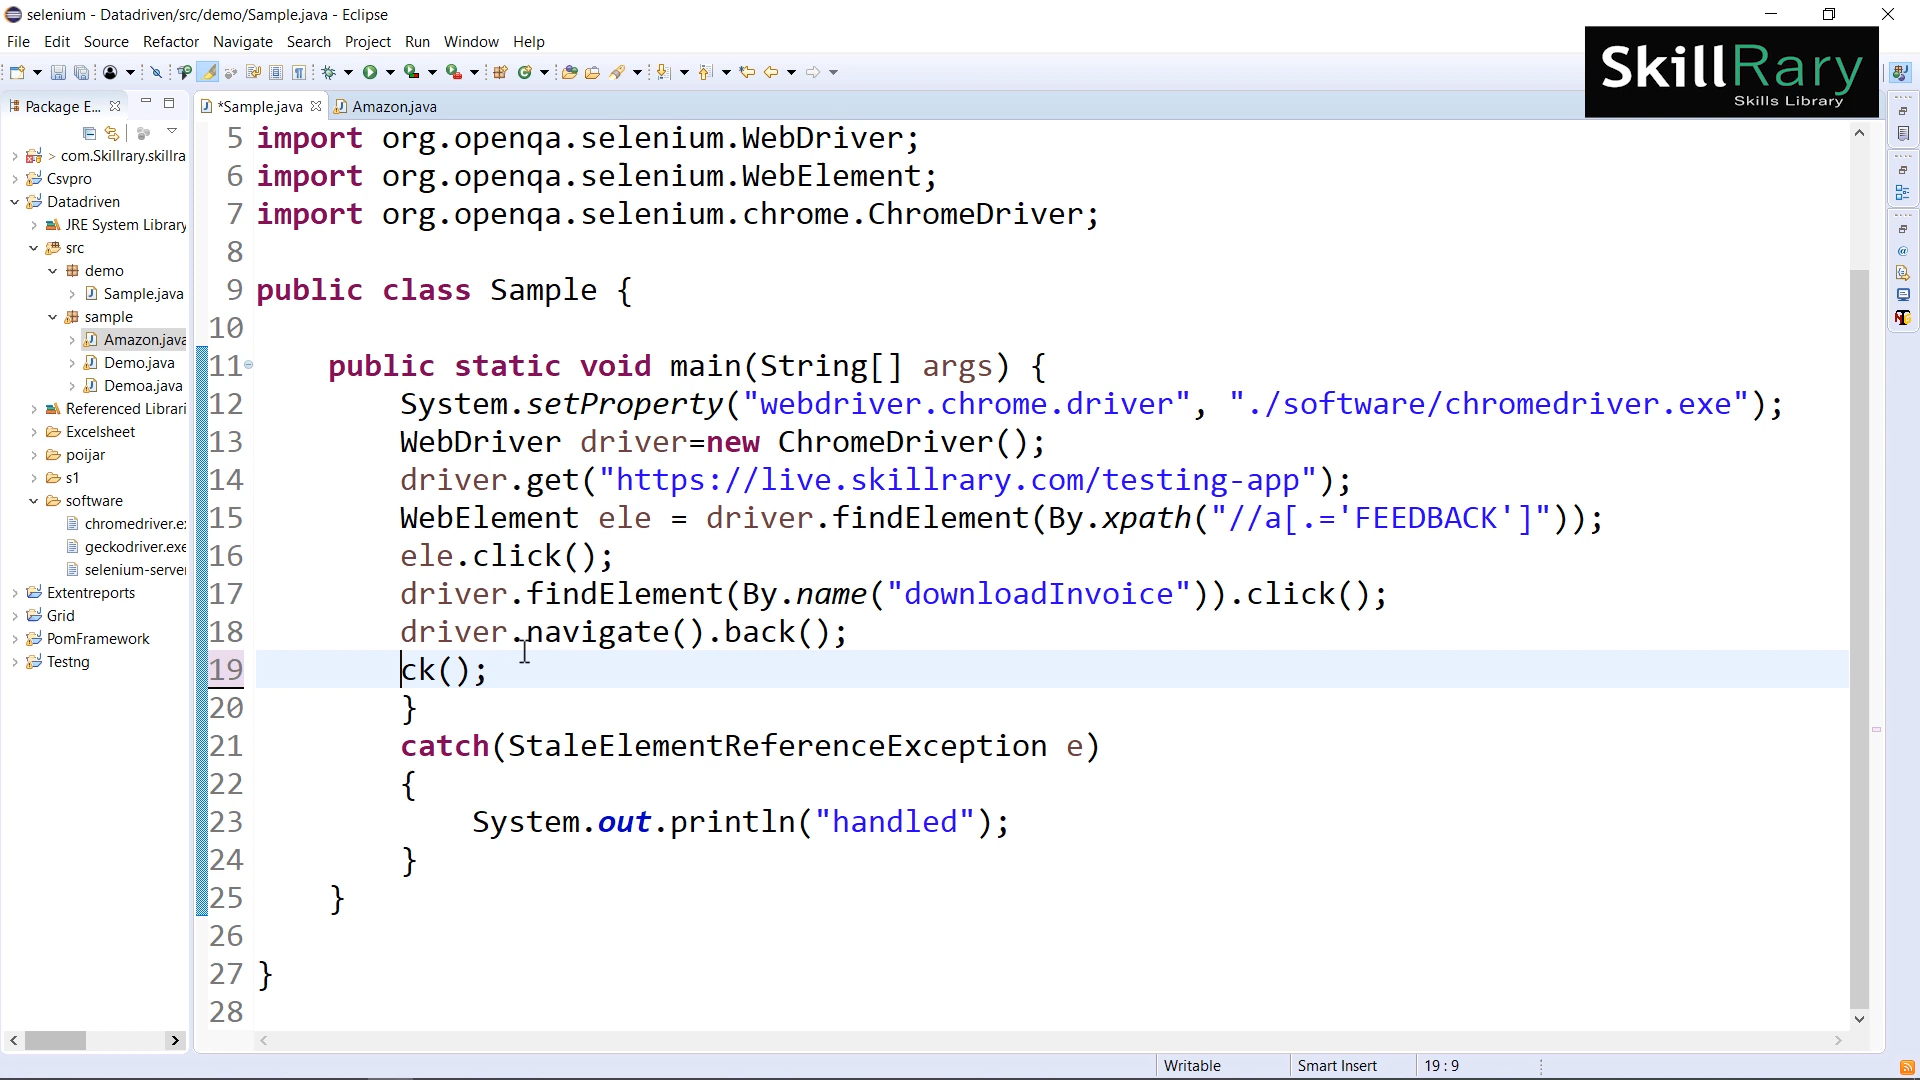 selenium - Datadriven/src/demo/Sample.java - Eclipse
File Edit Source Refactor Navigate Search Project Run Window Help
SkillRary
Skills Library
Package E...
*Sample.java
Amazon.java
> com.Skillrary.skillra
Csvpro
Datadriven
JRE System Library
src
demo
Sample.java
sample
Amazon.java
Demo.java
Demoa.java
Referenced Librari
Excelsheet
poijar
s1
software
chromedriver.ex
geckodriver.exe
selenium-server
Extentreports
Grid
PomFramework
Testng
5 import org.openqa.selenium.WebDriver;
6 import org.openqa.selenium.WebElement;
7 import org.openqa.selenium.chrome.ChromeDriver;
8
9 public class Sample {
10
11 public static void main(String[] args) {
12 System.setProperty("webdriver.chrome.driver", "./software/chromedriver.exe");
13 WebDriver driver=new ChromeDriver();
14 driver.get("https://live.skillrary.com/testing-app");
15 WebElement ele = driver.findElement(By.xpath("//a[.='FEEDBACK']"));
16 ele.click();
17 driver.findElement(By.name("downloadInvoice")).click();
18 driver.navigate().back();
19 ck();
20 }
21 catch(StaleElementReferenceException e)
22 {
23 System.out.println("handled");
24 }
25 }
26
27 }
28
Writable
Smart Insert
19 : 9